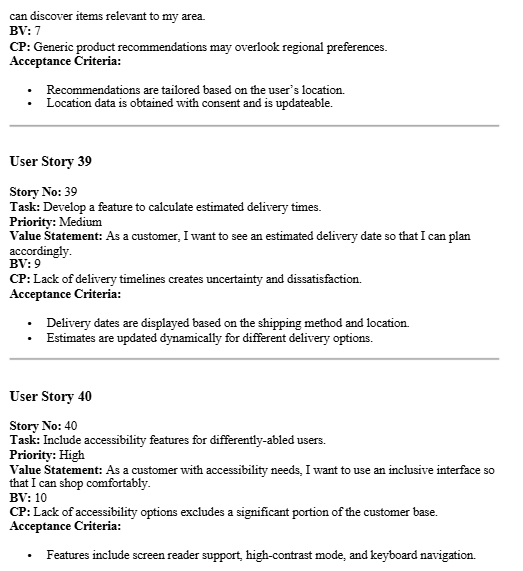 can discover items relevant to my area.
BV: 7
CP: Generic product recommendations may overlook regional preferences.
Acceptance Criteria:
• Recommendations are tailored based on the user's location.
• Location data is obtained with consent and is updateable.
User Story 39
Story No: 39
Task: Develop a feature to calculate estimated delivery times.
Priority: Medium
Value Statement: As a customer, I want to see an estimated delivery date so that I can plan
accordingly.
BV: 9
CP: Lack of delivery timelines creates uncertainty and dissatisfaction.
Acceptance Criteria:
• Delivery dates are displayed based on the shipping method and location.
• Estimates are updated dynamically for different delivery options.
User Story 40
Story No: 40
Task: Include accessibility features for differently-abled users.
Priority: High
Value Statement: As a customer with accessibility needs, I want to use an inclusive interface so
that I can shop comfortably.
BV: 10
CP: Lack of accessibility options excludes a significant portion of the customer base.
Acceptance Criteria:
• Features include screen reader support, high-contrast mode, and keyboard navigation.